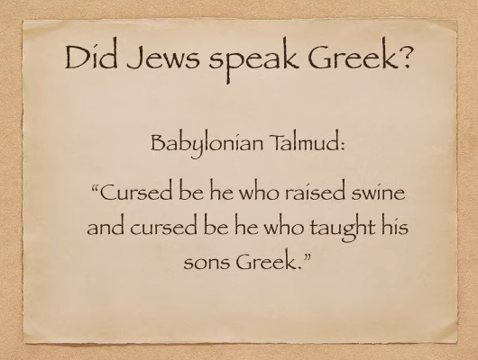 Did Jews speak Greek?
Babylonian Talmud:
“Cursed be he who raised swine
and cursed be he who taught his
sons Greek.”